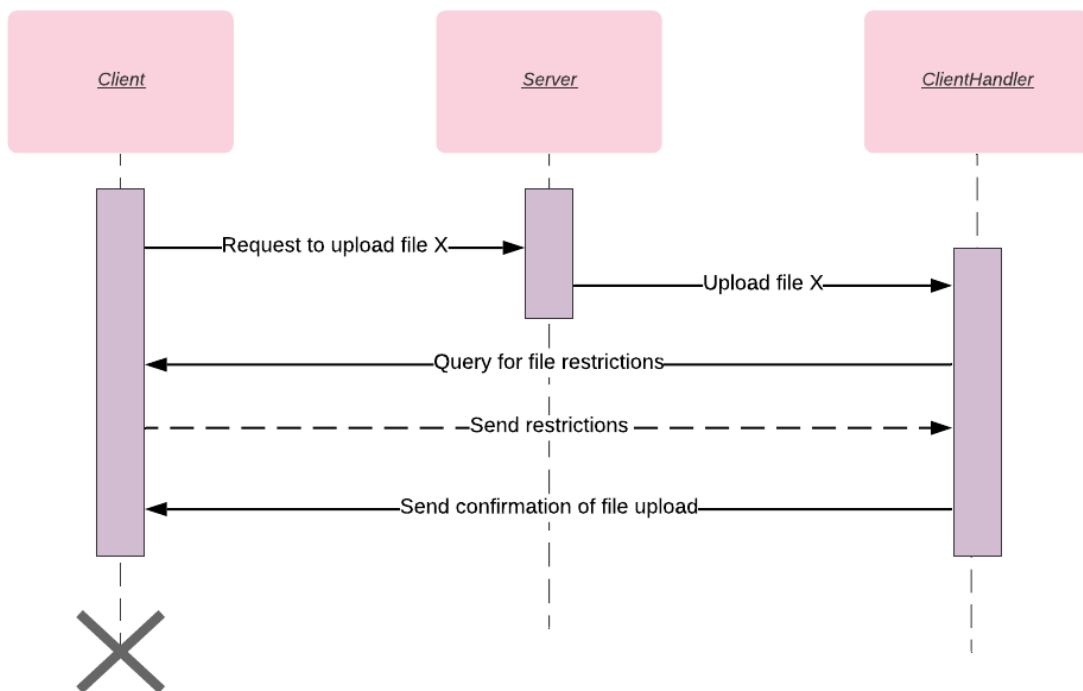 Client
Server
ClientHandler
Request to upload file X
Upload file X
Query for file restrictions
Send restrictions
Send confirmation of file upload